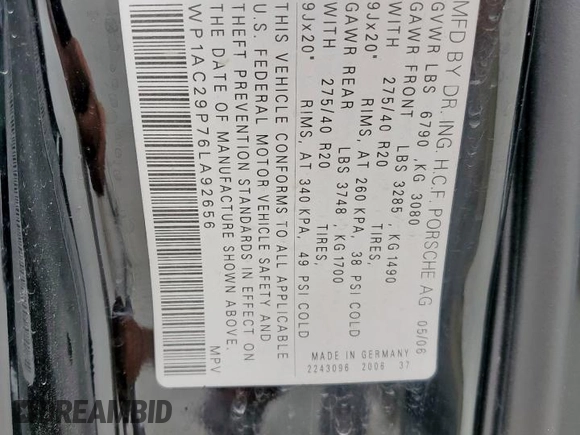 MFD BY DR. ING. H.C.F. PORSCHE AG 05/06
GVWR LBS 6790 ,KG 3080
GAWR FRONT LBS 3285 ,KG1490
WITH 275/40 R20 TIRES,
9Jx20" RIMS, AT 260 KPA, 38 PSI COLD
GAWR REAR LBS 3748 ,KG1700
WITH 275/40 R20 TIRES,
9Jx20" RIMS, AT 340 KPA, 49 PSI COLD
THIS VEHICLE CONFORMS TO ALL APPLICABLE
U.S. FEDERAL MOTOR VEHICLE SAFETY AND
THEFT PREVENTION STANDARDS IN EFFECT ON
THE DATE OF MANUFACTURE SHOWN ABOVE.
WP1AC29P76LA92656 MPV
MADE IN GERMANY
2243096 2006 37
DREAMBID